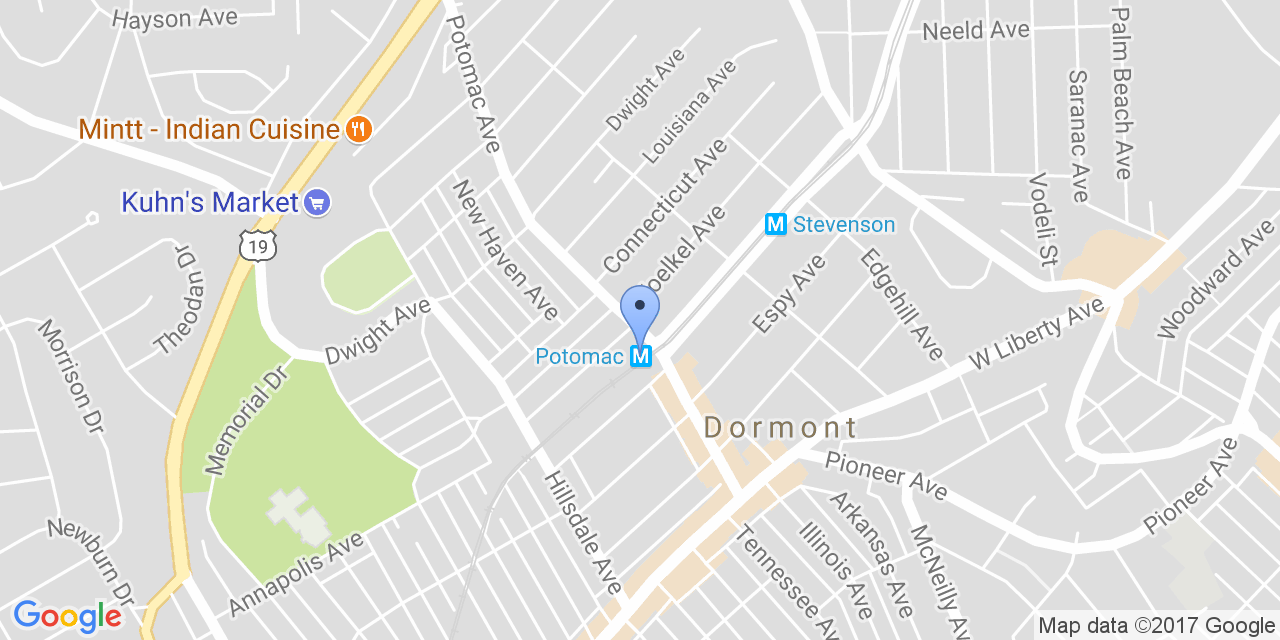 Hayson Ave
Potomac Ave
Neeld Ave
Palm Beach Ave
Saranac Ave
Dwight Ave
Louisiana Ave
Mintt - Indian Cuisine
Connecticut Ave
Kuhn's Market
19
New Haven Ave
Stevenson
Vodeli St
Woodward Ave
Theodan Dr
oelkel Ave
Edgehill Ave
Espy Ave
Morrison Dr
Dwight Ave
W Liberty Ave
Potomac
Memorial Dr
Dormont
Pioneer Ave
Pioneer Ave
Hillsdale Ave
Arkansas Ave
Illinois Ave
McNeilly Av
Tennessee Av
Newburn Dr
Annapolis Ave
Google
Map data ©2017 Google